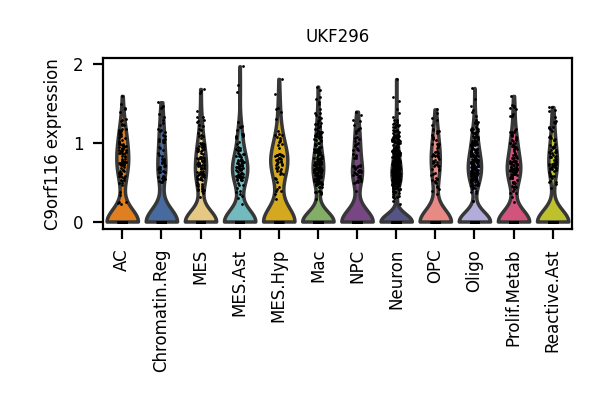 UKF296
C9orf116 expression
2
1
0
AC
Chromatin.Reg
MES
MES.Ast
MES.Hyp
Mac
NPC
Neuron
OPC
Oligo
Prolif.Metab
Reactive.Ast